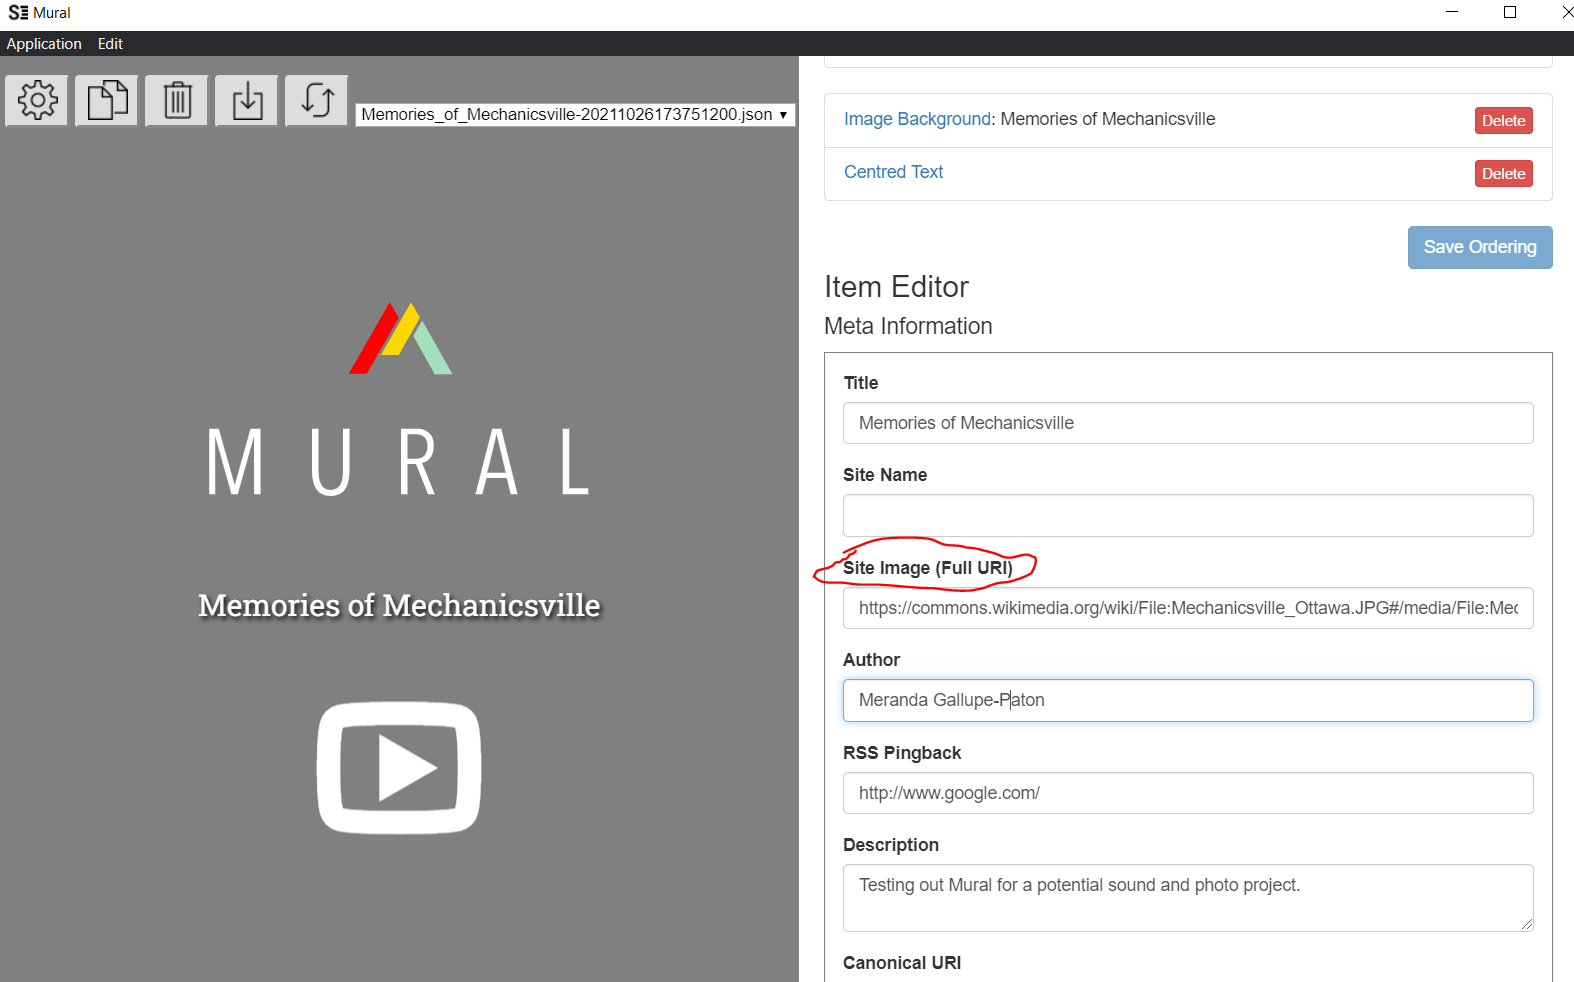 SE Mural
Application Edit
Memories_of_Mechanicsville-20211026173751200.json
MURAL
Memories of Mechanicsville
Image Background: Memories of Mechanicsville
Delete
Centred Text
Delete
Save Ordering
Item Editor
Meta Information
Title
Memories of Mechanicsville
Site Name
Site Image (Full URI)
https://commons.wikimedia.org/wiki/File:Mechanicsville_Ottawa.JPG#/media/File:Mec
Author
Meranda Gallupe-Paton
RSS Pingback
http://www.google.com/
Description
Testing out Mural for a potential sound and photo project.
Canonical URI